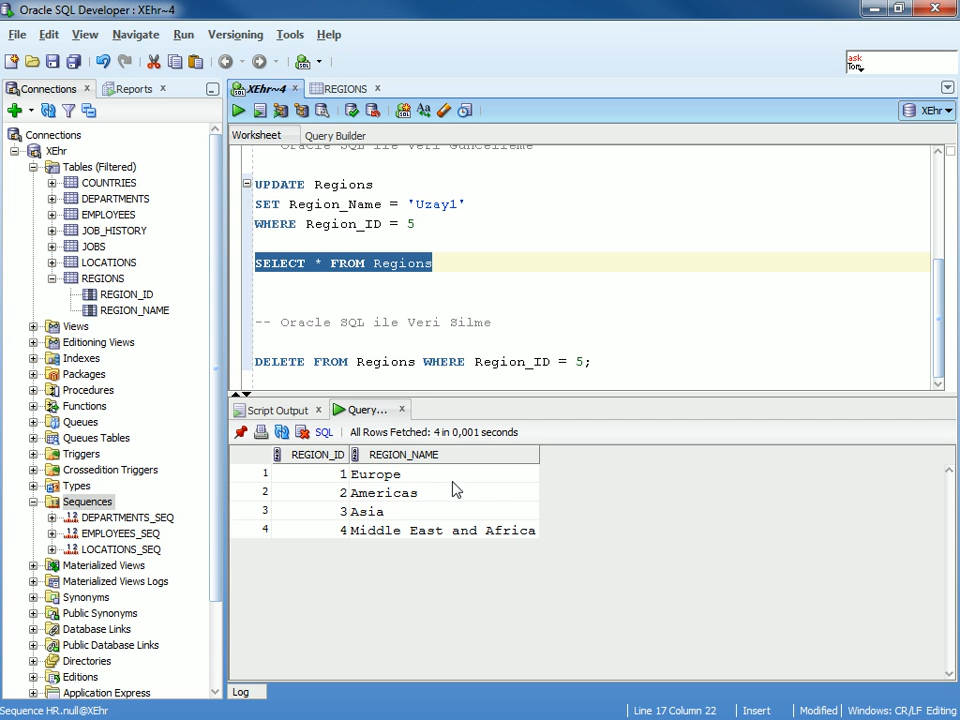 Oracle SQL Developer : XEhr~4
File Edit View Navigate Run Versioning Tools Help
ask Tom
Connections Reports XEhr~4 REGIONS
XEhr
Worksheet Query Builder
Connections
XEhr
Tables (Filtered)
COUNTRIES
DEPARTMENTS
EMPLOYEES
JOB_HISTORY
JOBS
LOCATIONS
REGIONS
REGION_ID
REGION_NAME
Views
Editioning Views
Indexes
Packages
Procedures
Functions
Queues
Queues Tables
Triggers
Crossedition Triggers
Types
Sequences
DEPARTMENTS_SEQ
EMPLOYEES_SEQ
LOCATIONS_SEQ
Materialized Views
Materialized Views Logs
Synonyms
Public Synonyms
Database Links
Public Database Links
Directories
Editions
Application Express
Oracle SQL ile Veri Güncelleme
UPDATE Regions
SET Region_Name = 'Uzay1'
WHERE Region_ID = 5
SELECT * FROM Regions
-- Oracle SQL ile Veri Silme
DELETE FROM Regions WHERE Region_ID = 5;
Script Output Query...
SQL All Rows Fetched: 4 in 0,001 seconds
REGION_ID REGION_NAME
1 1 Europe
2 2 Americas
3 3 Asia
4 4 Middle East and Africa
Log
Sequence HR.null@XEhr Line 17 Column 22 Insert Modified Windows: CR/LF Editing